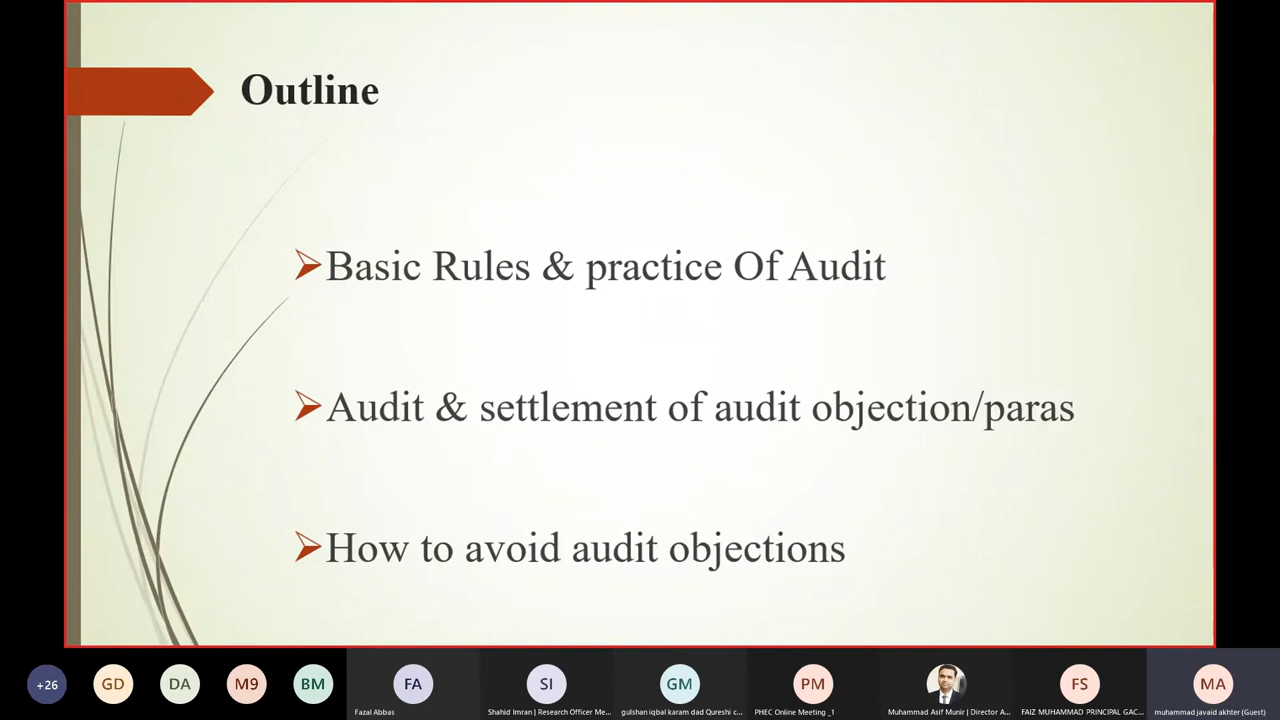 Outline
Basic Rules & practice Of Audit
Audit & settlement of audit objection/paras
How to avoid audit objections
+26
GD
DA
M9
BM
FA
SI
GM
PM
FS
MA
Fazal Abbas
Shahid Imran | Research Officer Me...
gulshan iqbal karam dad Qureshi c...
PHEC Online Meeting _1
Muhammad Asif Munir | Director A...
FAIZ MUHAMMAD PRINCIPAL GAC...
muhammad javaid akhter (Guest)